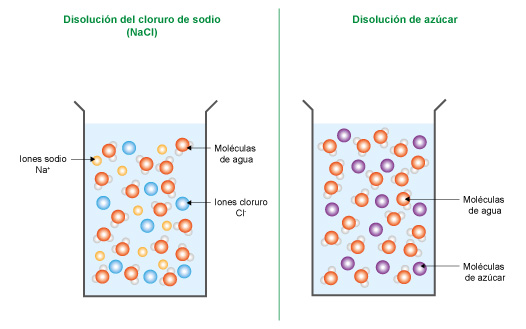 Disolución del cloruro de sodio
(NaCl)
Iones sodio
Na⁺
Moléculas
de agua
Iones cloruro
Cl⁻
Disolución de azúcar
Moléculas
de agua
Moléculas
de azúcar